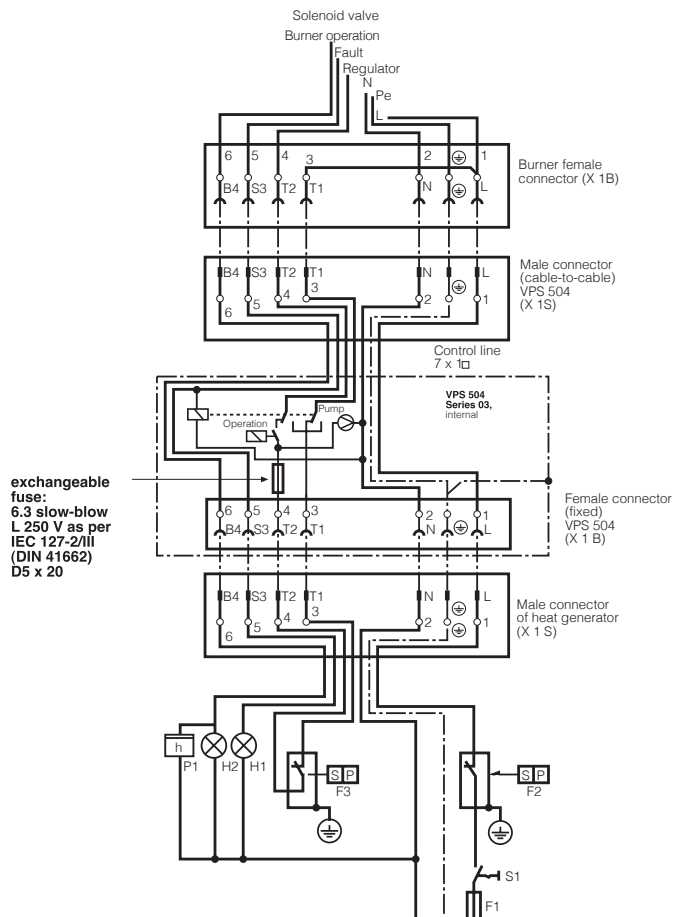 Solenoid valve
Burner operation
Fault
Regulator
N
Pe
L
6 5 4 3 2 1
B4 S3 T2 T1 N L
Burner female
connector (X 1B)
B4 S3 T2 T1 N L
6 5 4 3 2 1
Male connector
(cable-to-cable)
VPS 504
(X 1S)
Control line
7 x 1□
VPS 504
Series 03,
internal
Pump
Operation
exchangeable
fuse:
6.3 slow-blow
L 250 V as per
IEC 127-2/III
(DIN 41662)
D5 x 20
6 5 4 3 2 1
B4 S3 T2 T1 N L
Female connector
(fixed)
VPS 504
(X 1 B)
B4 S3 T2 T1 N L
6 5 4 3 2 1
Male connector
of heat generator
(X 1 S)
h
P1
H2
H1
S P
F3
S P
F2
S1
F1